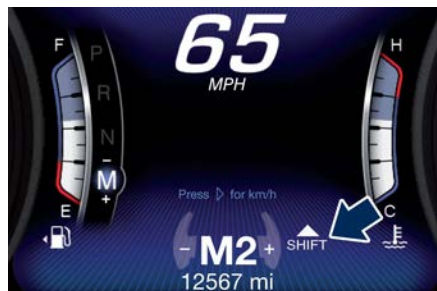 65
MPH
F
P
R
N
- 
M
+
E
H
C
Press ▷ for km/h
- M2 +
SHIFT
12567 mi